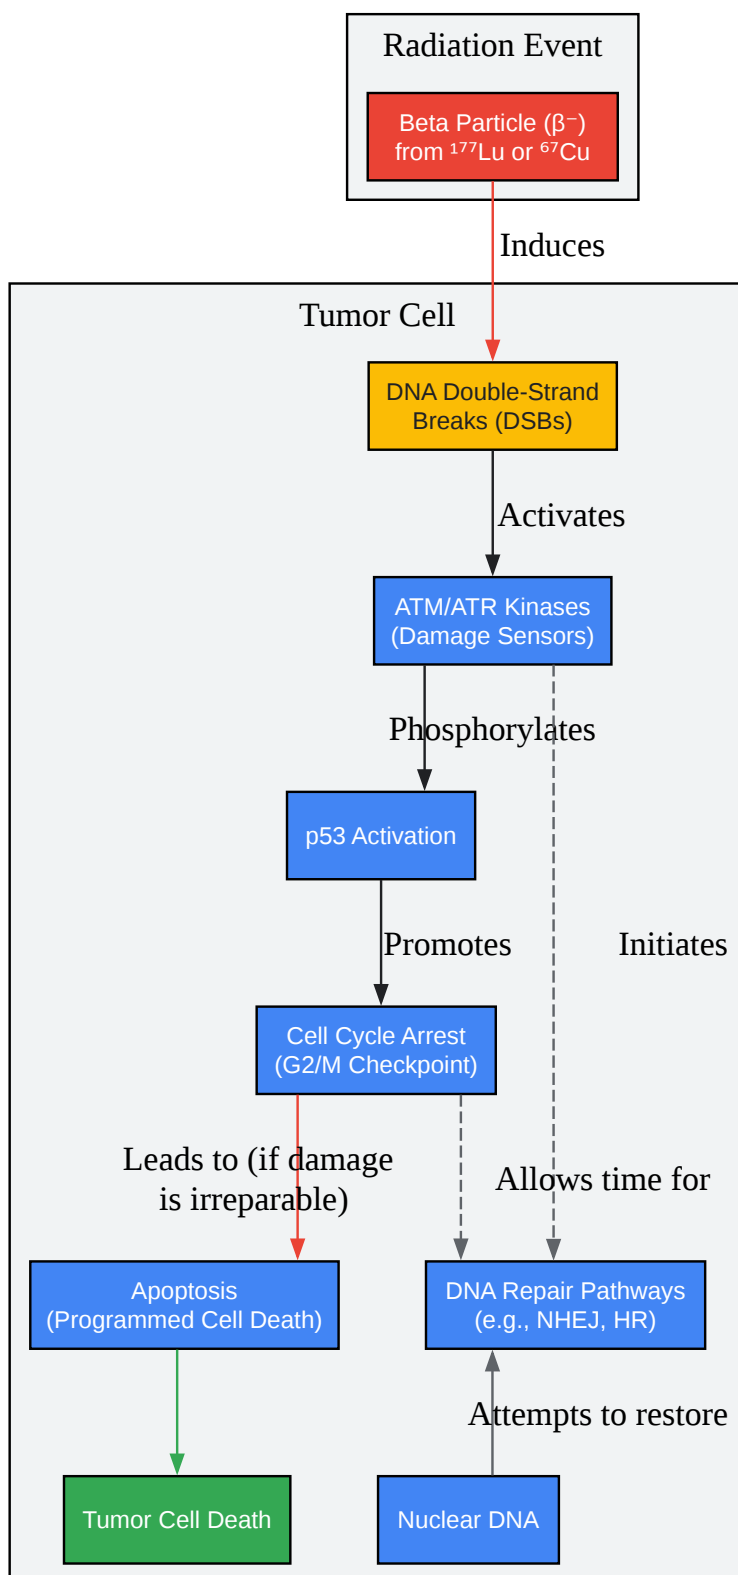 Radiation Event
Beta Particle (β⁻)
from ¹⁷⁷Lu or ⁶⁷Cu
Induces
Tumor Cell
DNA Double-Strand
Breaks (DSBs)
Activates
ATM/ATR Kinases
(Damage Sensors)
Phosphorylates
p53 Activation
Promotes
Initiates
Cell Cycle Arrest
(G2/M Checkpoint)
Leads to (if damage
is irreparable)
Allows time for
Apoptosis
(Programmed Cell Death)
DNA Repair Pathways
(e.g., NHEJ, HR)
Attempts to restore
Tumor Cell Death
Nuclear DNA